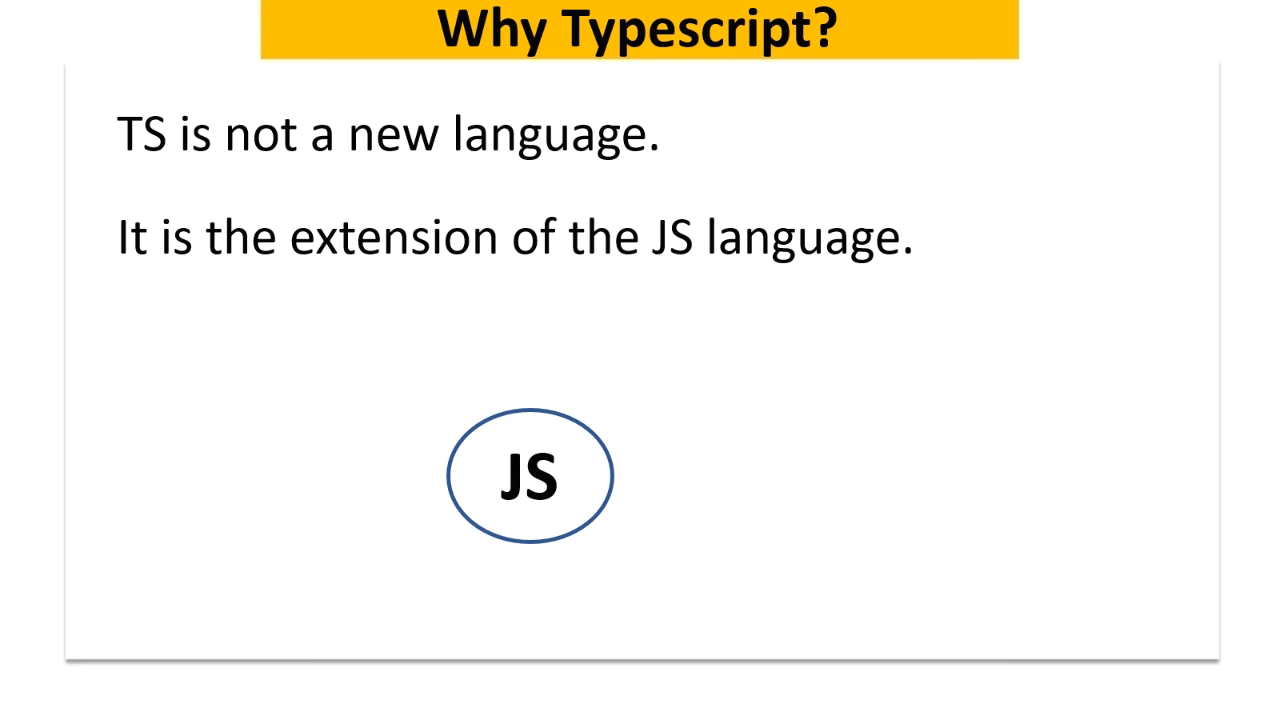 Why Typescript?
TS is not a new language.
It is the extension of the JS language.
JS